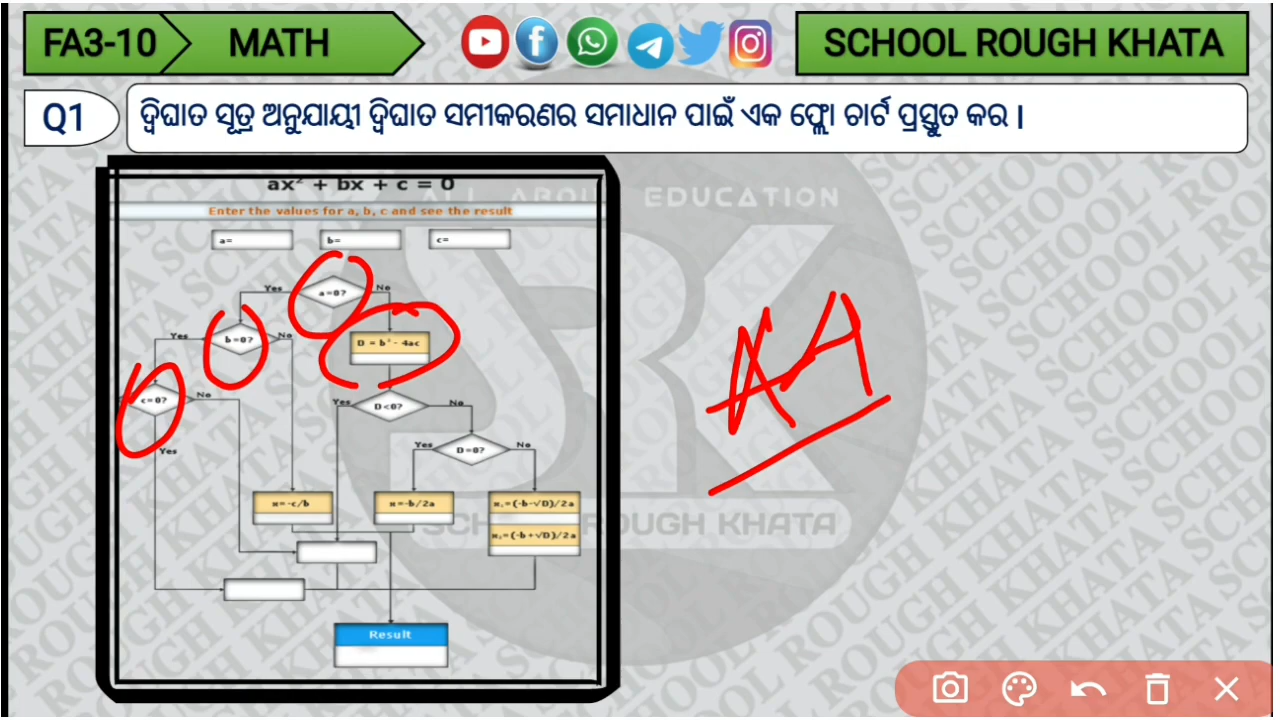 FA3-10 MATH SCHOOL ROUGH KHATA
Q1 ଦ୍ୱିଘାତ ସୂତ୍ର ଅନୁଯାୟୀ ଦ୍ୱିଘାତ ସମୀକରଣର ସମାଧାନ ପାଇଁ ଏକ ଫ୍ଲୋ ଚାର୍ଟ ପ୍ରସ୍ତୁତ କର ।
ax² + bx + c = 0
ALL ABOUT EDUCATION
Enter the values for a, b, c and see the result
a= b= c=
Yes a=0? No
Yes b=0? No D = b² - 4ac
c=0? No Yes D<0? No
Yes Yes D=0? No
x=-c/b x=-b/2a x₁=(-b-√D)/2a
SCHOOL ROUGH KHATA
x₂=(-b+√D)/2a
Result